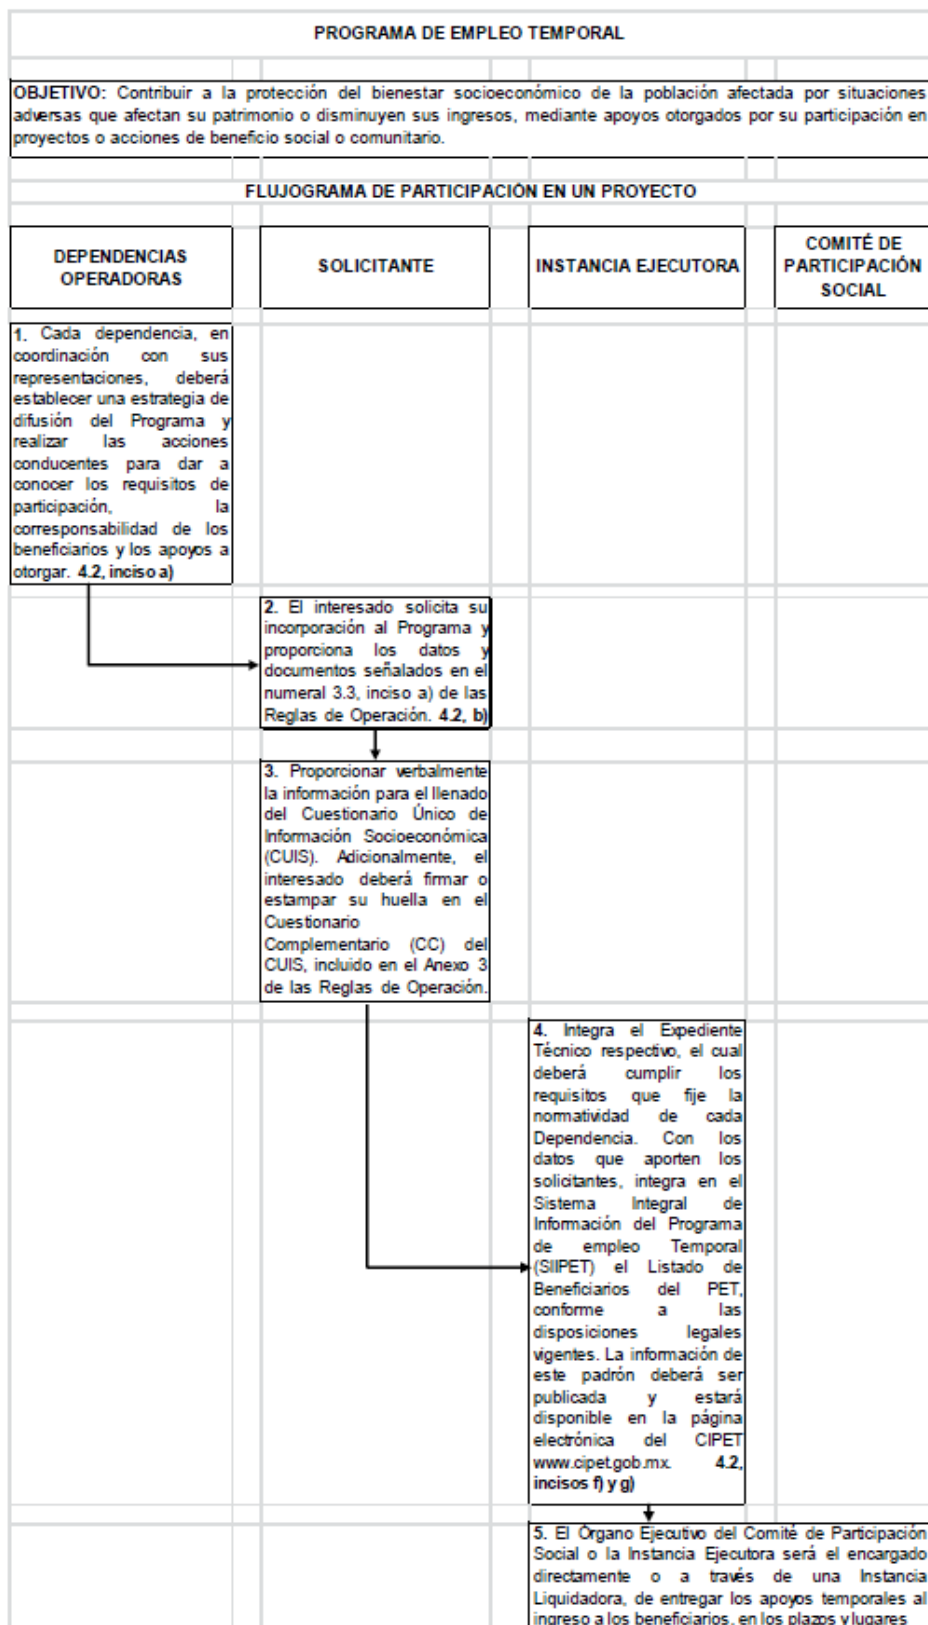 PROGRAMA DE EMPLEO TEMPORAL
OBJETIVO: Contribuir a la protección del bienestar socioeconómico de la población afectada por situaciones
adversas que afectan su patrimonio o disminuyen sus ingresos, mediante apoyos otorgados por su participación en
proyectos o acciones de beneficio social o comunitario.
FLUJOGRAMA DE PARTICIPACIÓN EN UN PROYECTO
DEPENDENCIAS
OPERADORAS
SOLICITANTE
INSTANCIA EJECUTORA
COMITÉ DE
PARTICIPACIÓN
SOCIAL
1. Cada dependencia, en
coordinación con sus
representaciones, deberá
establecer una estrategia de
difusión del Programa y
realizar las acciones
conducentes para dar a
conocer los requisitos de
participación, la
corresponsabilidad de los
beneficiarios y los apoyos a
otorgar. 4.2, inciso a)
2. El interesado solicita su
incorporación al Programa y
proporciona los datos y
documentos señalados en el
numeral 3.3, inciso a) de las
Reglas de Operación. 4.2, b)
3. Proporcionar verbalmente
la información para el llenado
del Cuestionario Único de
Información Socioeconómica
(CUIS). Adicionalmente, el
interesado deberá firmar o
estampar su huella en el
Cuestionario
Complementario (CC) del
CUIS, incluido en el Anexo 3
de las Reglas de Operación.
4. Integra el Expediente
Técnico respectivo, el cual
deberá cumplir los
requisitos que fije la
normatividad de cada
Dependencia. Con los
datos que aporten los
solicitantes, integra en el
Sistema Integral de
Información del Programa
de empleo Temporal
(SIIPET) el Listado de
Beneficiarios del PET,
conforme a las
disposiciones legales
vigentes. La información de
este padrón deberá ser
publicada y estará
disponible en la página
electrónica del CIPET
www.cipet.gob.mx. 4.2,
incisos f) y g)
5. El Órgano Ejecutivo del Comité de Participación
Social o la Instancia Ejecutora será el encargado
directamente o a través de una Instancia
Liquidadora, de entregar los apoyos temporales al
ingreso a los beneficiarios, en los plazos y lugares